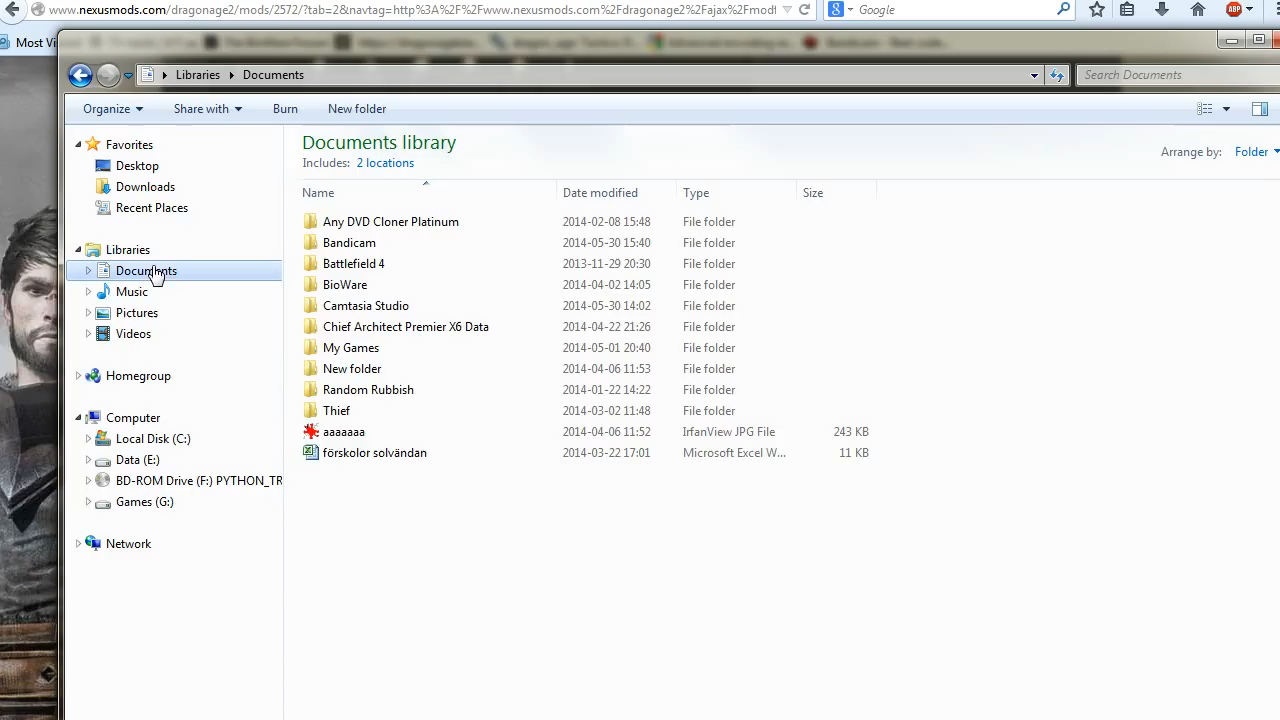 www.nexusmods.com/dragonage2/mods/2572/?tab=2&navtag=http%3A%2F%2Fwww.nexusmods.com%2Fdragonage2%2Fajax%2Fmodf
Google
ABP
Most Vi
Libraries Documents
Search Documents
Organize Share with Burn New folder
Favorites
Desktop
Downloads
Recent Places
Libraries
Documents
Music
Pictures
Videos
Homegroup
Computer
Local Disk (C:)
Data (E:)
BD-ROM Drive (F:) PYTHON_TR
Games (G:)
Network
Documents library
Includes: 2 locations
Arrange by: Folder
Name Date modified Type Size
Any DVD Cloner Platinum 2014-02-08 15:48 File folder
Bandicam 2014-05-30 15:40 File folder
Battlefield 4 2013-11-29 20:30 File folder
BioWare 2014-04-02 14:05 File folder
Camtasia Studio 2014-05-30 14:02 File folder
Chief Architect Premier X6 Data 2014-04-22 21:26 File folder
My Games 2014-05-01 20:40 File folder
New folder 2014-04-06 11:53 File folder
Random Rubbish 2014-01-22 14:22 File folder
Thief 2014-03-02 11:48 File folder
aaaaaaa 2014-04-06 11:52 IrfanView JPG File 243 KB
förskolor solvändan 2014-03-22 17:01 Microsoft Excel W... 11 KB